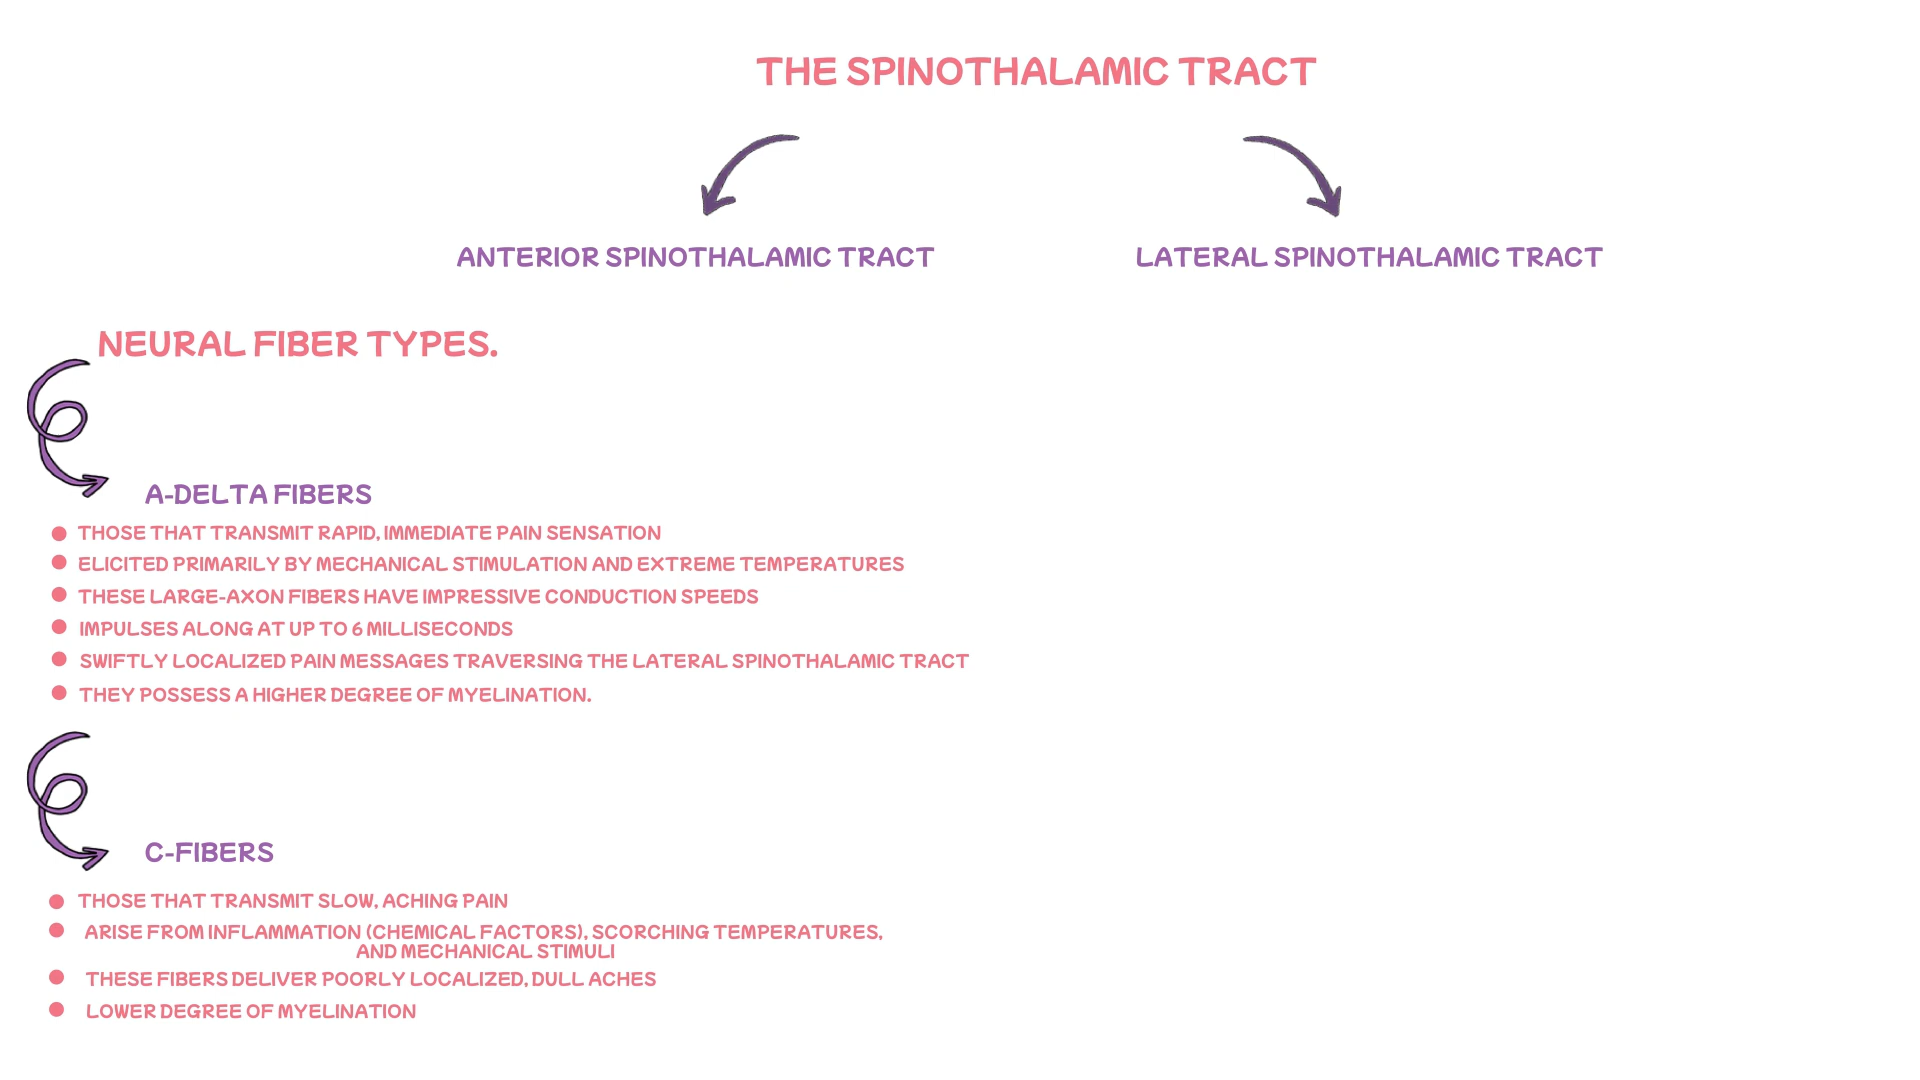 THE SPINOTHALAMIC TRACT
ANTERIOR SPINOTHALAMIC TRACT
LATERAL SPINOTHALAMIC TRACT
NEURAL FIBER TYPES.
A-DELTA FIBERS
THOSE THAT TRANSMIT RAPID, IMMEDIATE PAIN SENSATION
ELICITED PRIMARILY BY MECHANICAL STIMULATION AND EXTREME TEMPERATURES
THESE LARGE-AXON FIBERS HAVE IMPRESSIVE CONDUCTION SPEEDS
IMPULSES ALONG AT UP TO 6 MILLISECONDS
SWIFTLY LOCALIZED PAIN MESSAGES TRAVERSING THE LATERAL SPINOTHALAMIC TRACT
THEY POSSESS A HIGHER DEGREE OF MYELINATION.
C-FIBERS
THOSE THAT TRANSMIT SLOW, ACHING PAIN
ARISE FROM INFLAMMATION (CHEMICAL FACTORS), SCORCHING TEMPERATURES,
AND MECHANICAL STIMULI
THESE FIBERS DELIVER POORLY LOCALIZED, DULL ACHES
LOWER DEGREE OF MYELINATION